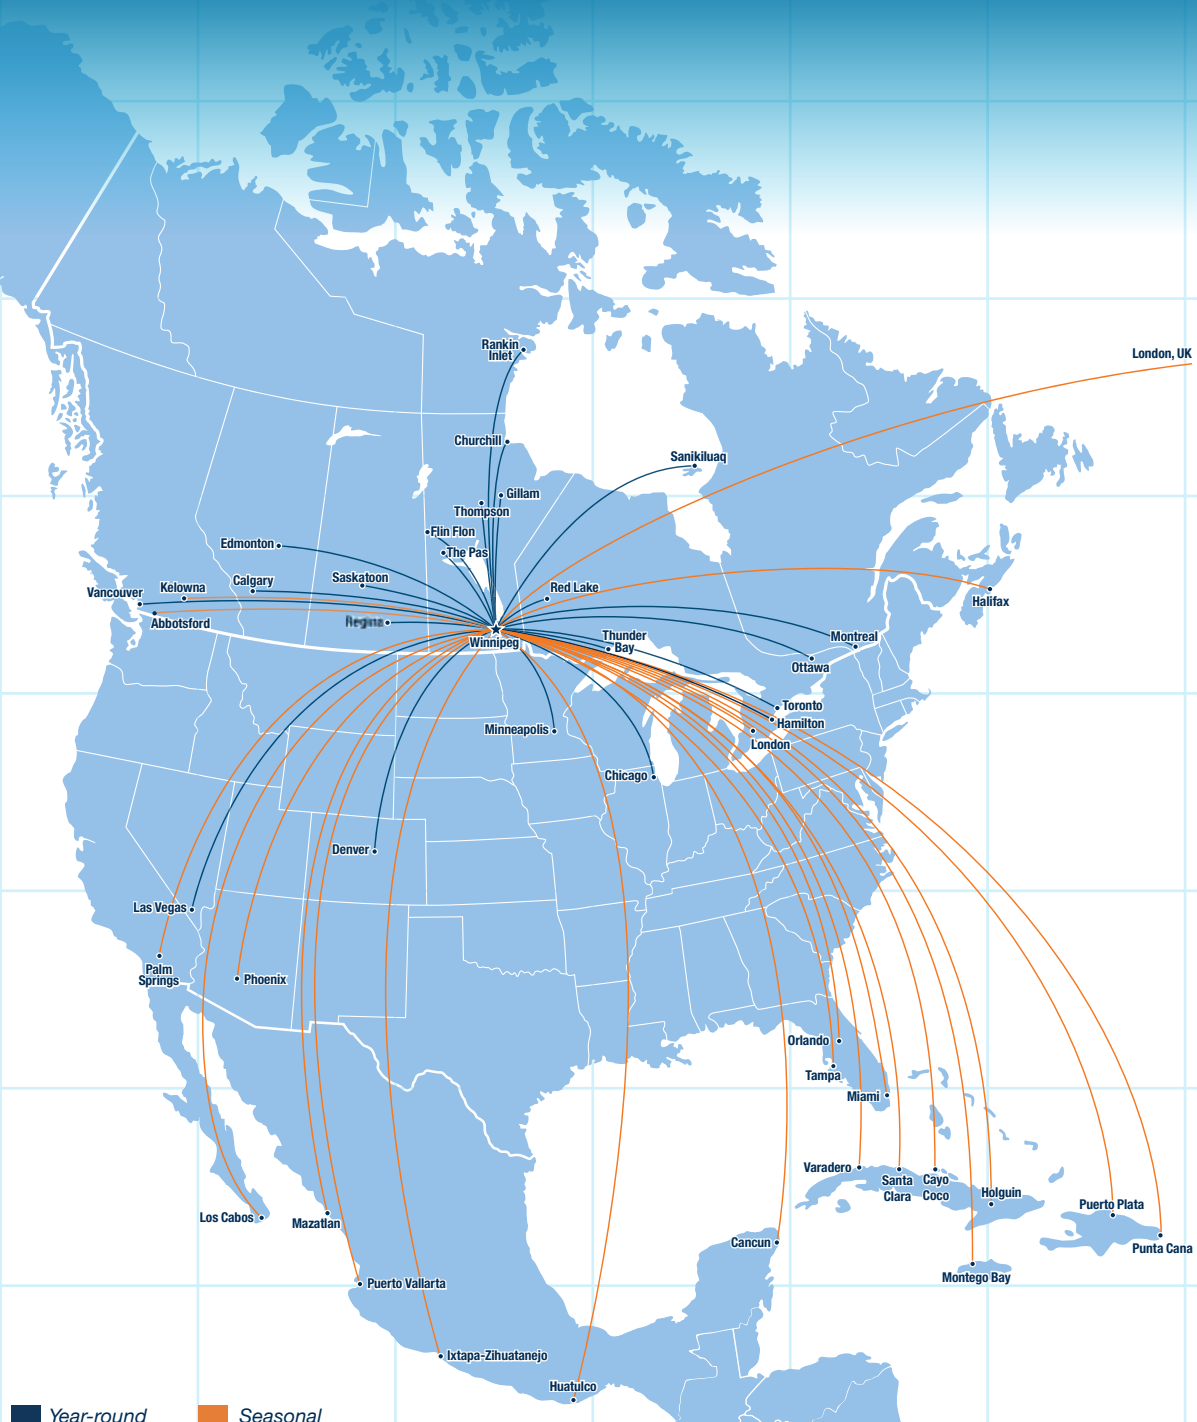 London, UK
Rankin
Inlet
Churchill
Sanikiluaq
Gillam
Thompson
Flin Flon
Edmonton
The Pas
Saskatoon
Calgary
Kelowna
Vancouver
Red Lake
Halifax
Abbotsford
Regina
Winnipeg
Thunder
Bay
Montreal
Ottawa
Toronto
Hamilton
Minneapolis
London
Chicago
Denver
Las Vegas
Palm
Springs
Phoenix
Orlando
Tampa
Miami
Varadero
Santa
Clara
Cayo
Coco
Holguin
Puerto Plata
Los Cabos
Mazatlan
Cancun
Punta Cana
Montego Bay
Puerto Vallarta
Ixtapa-Zihuatanejo
Huatulco
Year-round
Seasonal